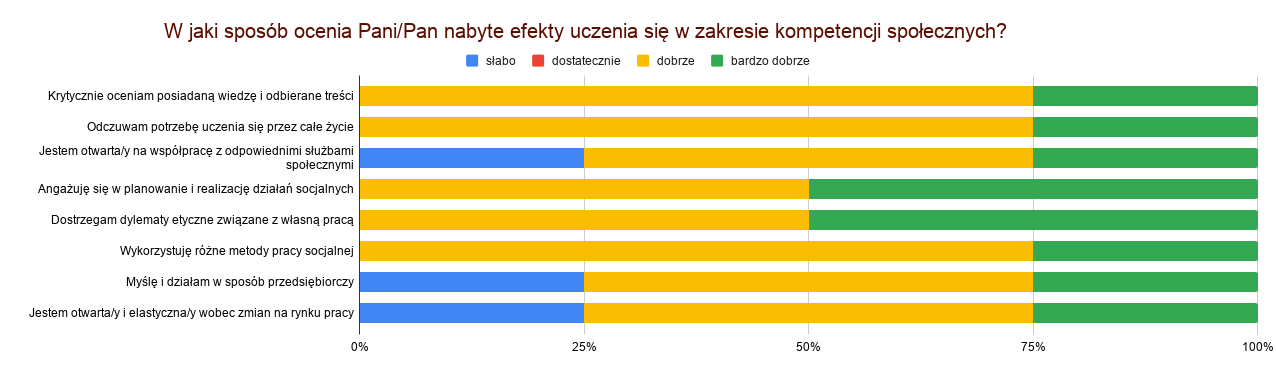 W jaki sposób ocenia Pani/Pan nabyte efekty uczenia się w zakresie kompetencji społecznych?
słabo dostatecznie dobrze bardzo dobrze
Krytycznie oceniam posiadaną wiedzę i odbierane treści
Odczuwam potrzebę uczenia się przez całe życie
Jestem otwarta/y na współpracę z odpowiednimi służbami
społecznymi
Angażuję się w planowanie i realizację działań socjalnych
Dostrzegam dylematy etyczne związane z własną pracą
Wykorzystuję różne metody pracy socjalnej
Myślę i działam w sposób przedsiębiorczy
Jestem otwarta/y i elastyczna/y wobec zmian na rynku pracy
0% 25% 50% 75% 100%